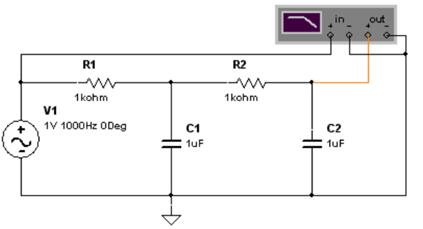 in out
+ - + -
R1
R2
1kohm
1kohm
V1
1V 1000Hz 0Deg
C1
1uF
C2
1uF